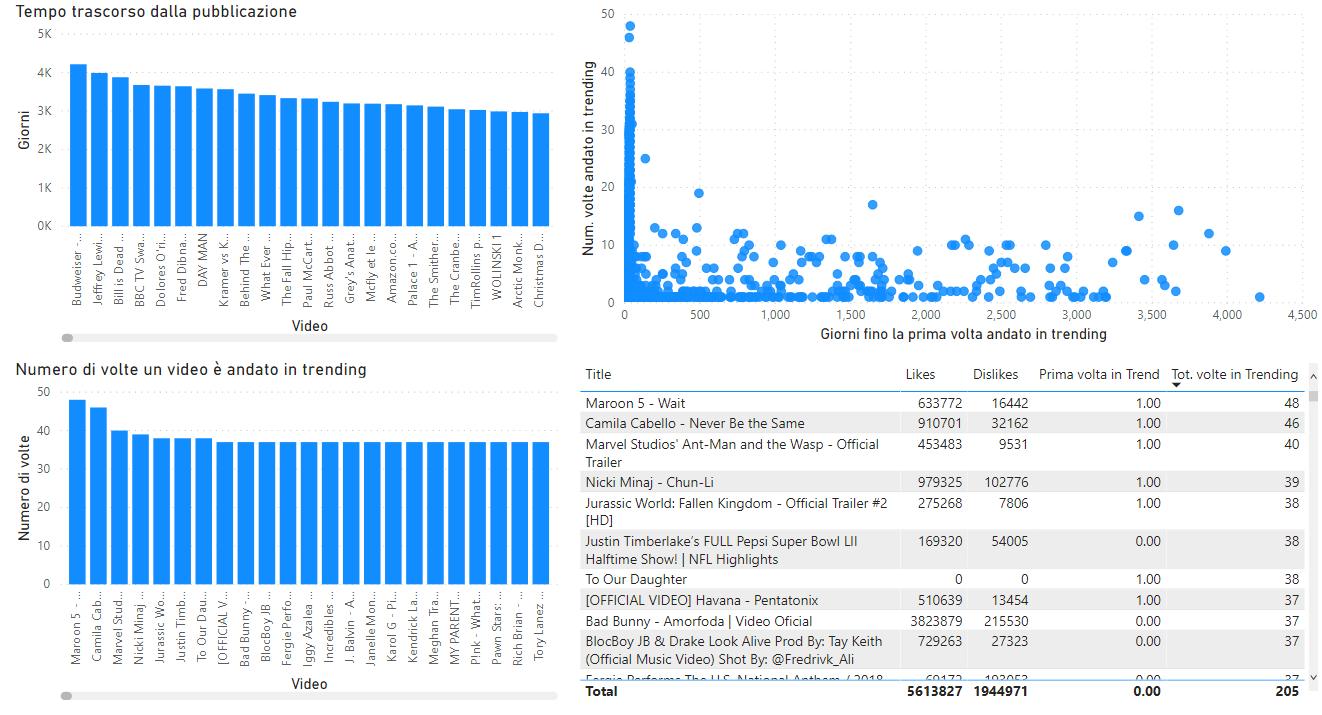 Tempo trascorso dalla pubblicazione
5K
4K
3K
2K
1K
0K
Giorni
Budweiser - ...
Jeffrey Lewi...
Bill is Dead ...
BBC TV Swa...
Dolores O'ri...
Fred Dibna...
DAY MAN
Kramer vs K...
Behind The ...
What Ever ...
The Fall Hip...
Paul McCart...
Russ Abbot ...
Grey's Anat...
Mcfly et le ...
Amazon.co...
Palace 1 - A...
The Smither...
The Cranbe...
TimRollins p...
WOLINSKI 1
Arctic Monk...
Christmas D...
Video
50
40
30
20
10
0
Num. volte andato in trending
0
500
1,000
1,500
2,000
2,500
3,000
3,500
4,000
4,500
Giorni fino la prima volta andato in trending
Numero di volte un video è andato in trending
50
40
30
20
10
0
Numero di volte
Maroon 5 - ...
Camila Cab...
Marvel Stud...
Nicki Minaj ...
Jurassic Wo...
Justin Timb...
To Our Dau...
[OFFICIAL V...
Bad Bunny-...
BlocBoy JB ...
Fergie Perfo...
Iggy Azalea ...
Incredibles ...
J. Balvin - A...
Janelle Mon...
Karol G - Pi...
Kendrick La...
Meghan Tra...
MY PARENT...
P!nk - What...
Pawn Stars: ...
Rich Brian - ...
Tory Lanez ...
Video
Title Likes Dislikes Prima volta in Trend Tot. volte in Trending
Maroon 5 - Wait 633772 16442 1.00 48
Camila Cabello - Never Be the Same 910701 32162 1.00 46
Marvel Studios' Ant-Man and the Wasp - Official 453483 9531 1.00 40
Trailer
Nicki Minaj - Chun-Li 979325 102776 1.00 39
Jurassic World: Fallen Kingdom - Official Trailer #2 275268 7806 1.00 38
[HD]
Justin Timberlake's FULL Pepsi Super Bowl LII 169320 54005 0.00 38
Halftime Show! | NFL Highlights
To Our Daughter 0 0 1.00 38
[OFFICIAL VIDEO] Havana - Pentatonix 510639 13454 1.00 37
Bad Bunny - Amorfoda | Video Oficial 3823879 215530 0.00 37
BlocBoy JB & Drake Look Alive Prod By: Tay Keith 729263 27323 0.00 37
(Official Music Video) Shot By: @Fredrivk_Ali
Fergie Performs The U.S. National Anthem / 2018 69172 193053 0.00 37
Total 5613827 1944971 0.00 205